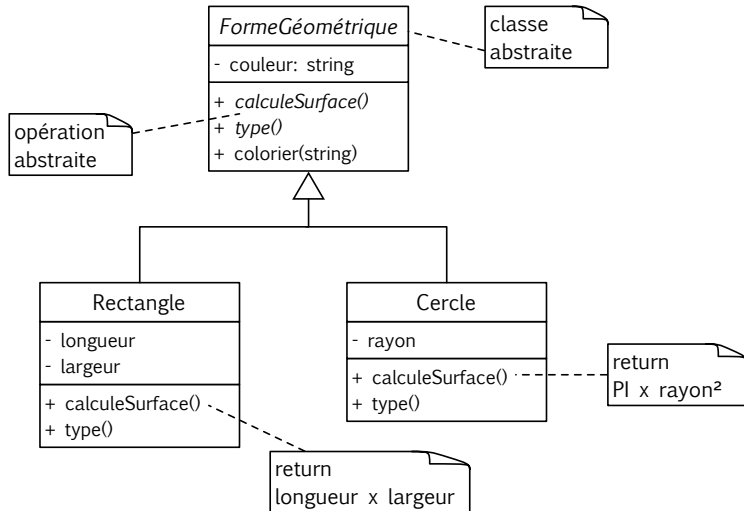 FormeGéométrique
- couleur: string
+ calculeSurface()
+ type()
+ colorier(string)
classe
abstraite
opération
abstraite
Rectangle
- longueur
- largeur
+ calculeSurface()
+ type()
return
longueur x largeur
Cercle
- rayon
+ calculeSurface()
+ type()
return
PI x rayon²